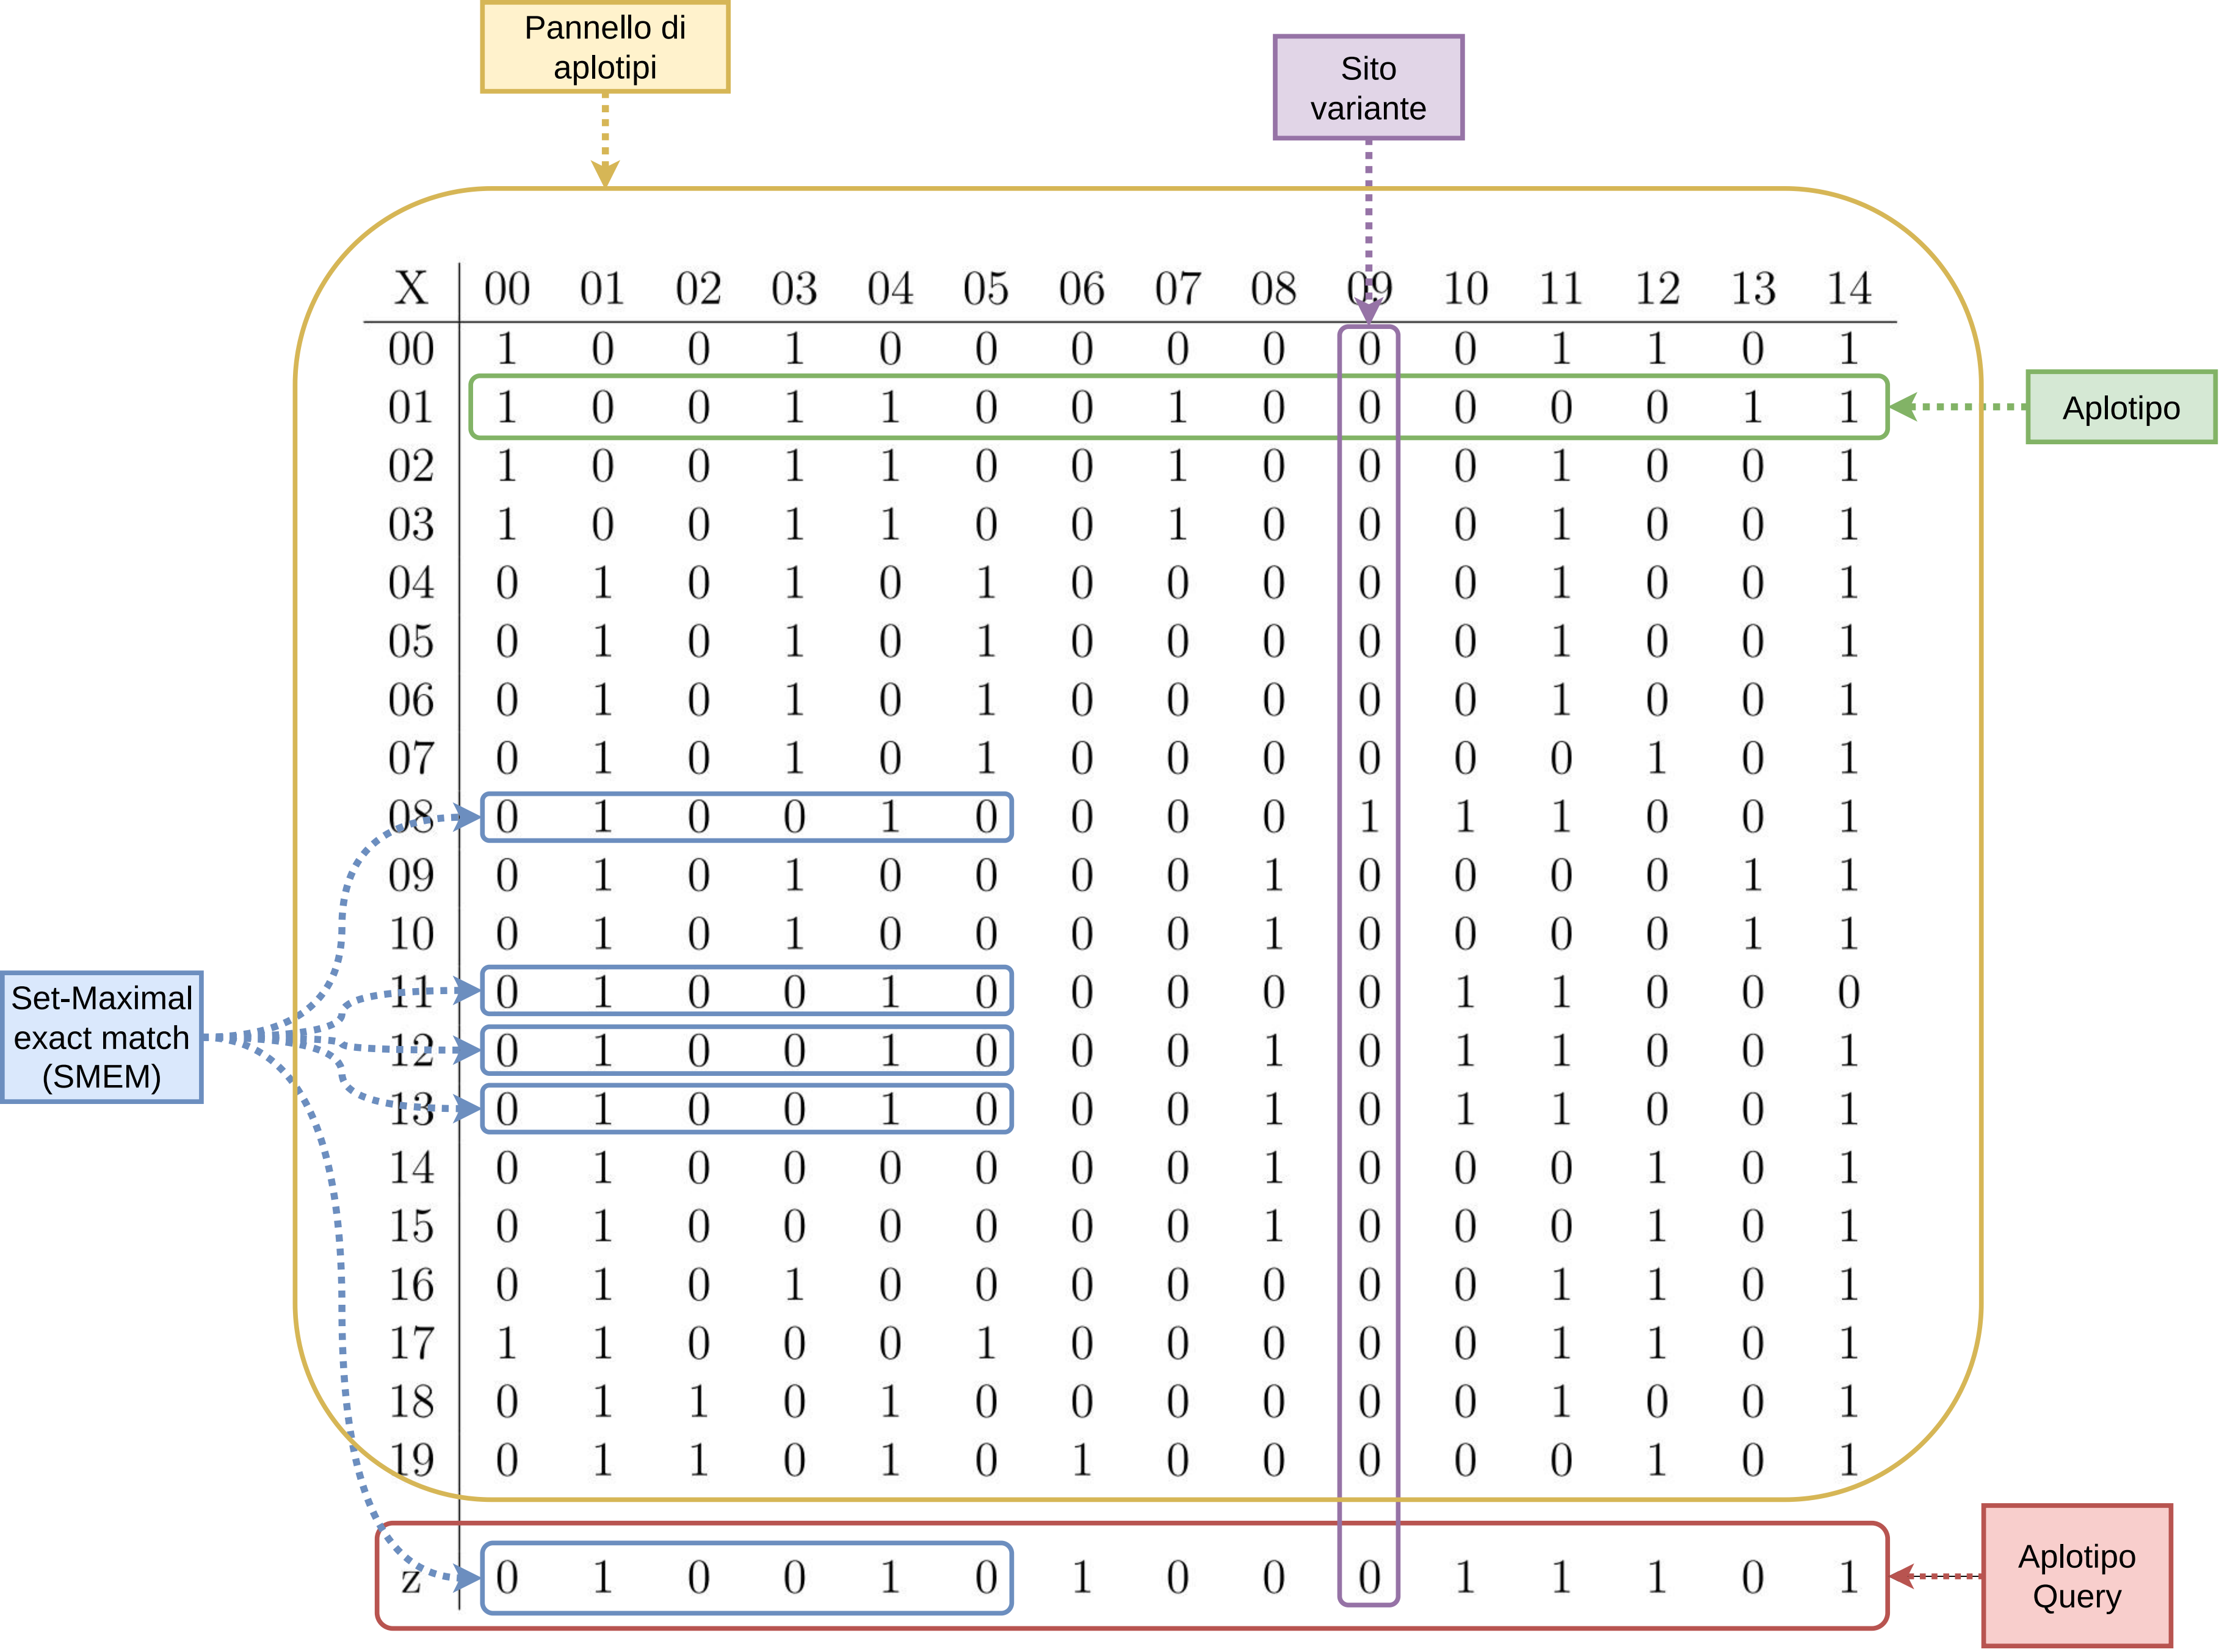 Pannello di
aplotipi
Sito
variante
X 00 01 02 03 04 05 06 07 08 09 10 11 12 13 14
00 1 0 0 1 0 0 0 0 0 0 0 1 1 0 1
01 1 0 0 1 1 0 0 1 0 0 0 0 0 1 1
Aplotipo
02 1 0 0 1 1 0 0 1 0 0 0 1 0 0 1
03 1 0 0 1 1 0 0 1 0 0 0 1 0 0 1
04 0 1 0 1 0 1 0 0 0 0 0 1 0 0 1
05 0 1 0 1 0 1 0 0 0 0 0 1 0 0 1
06 0 1 0 1 0 1 0 0 0 0 0 1 0 0 1
07 0 1 0 1 0 1 0 0 0 0 0 0 1 0 1
08 0 1 0 0 1 0 0 0 0 1 1 1 0 0 1
09 0 1 0 1 0 0 0 0 1 0 0 0 0 1 1
10 0 1 0 1 0 0 0 0 1 0 0 0 0 1 1
11 0 1 0 0 1 0 0 0 0 0 1 1 0 0 0
Set-Maximal
exact match
(SMEM)
12 0 1 0 0 1 0 0 0 1 0 1 1 0 0 1
13 0 1 0 0 1 0 0 0 1 0 1 1 0 0 1
14 0 1 0 0 0 0 0 0 1 0 0 0 1 0 1
15 0 1 0 0 0 0 0 0 1 0 0 0 1 0 1
16 0 1 0 1 0 0 0 0 0 0 0 1 1 0 1
17 1 1 0 0 0 1 0 0 0 0 0 1 1 0 1
18 0 1 1 0 1 0 0 0 0 0 0 1 0 0 1
19 0 1 1 0 1 0 1 0 0 0 0 0 1 0 1
z 0 1 0 0 1 0 1 0 0 0 1 1 1 0 1
Aplotipo
Query